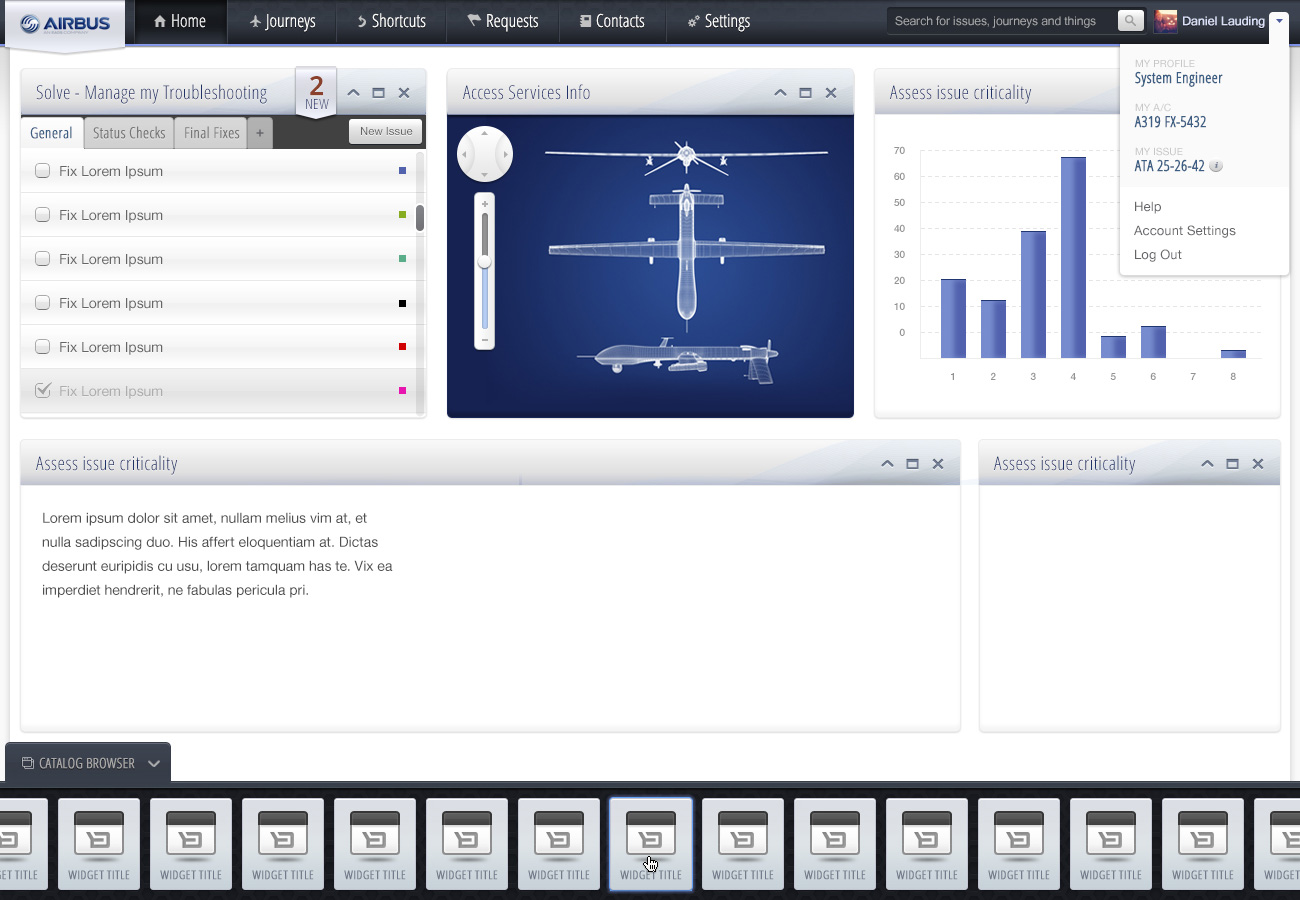 AIRBUS
Home
Journeys
Shortcuts
Requests
Contacts
Settings
Search for issues, journeys and things
Daniel Lauding
MY PROFILE
System Engineer
MY A/C
A319 FX-5432
MY ISSUE
ATA 25-26-42
i
Help
Account Settings
Log Out
Solve - Manage my Troubleshooting
2
NEW
General
Status Checks
Final Fixes
+
New Issue
Fix Lorem Ipsum
Fix Lorem Ipsum
Fix Lorem Ipsum
Fix Lorem Ipsum
Fix Lorem Ipsum
Fix Lorem Ipsum
Access Services Info
+
−
Assess issue criticality
70
60
50
40
30
20
10
0
1 2 3 4 5 6 7 8
Assess issue criticality
Lorem ipsum dolor sit amet, nullam melius vim at, et
nulla sadipscing duo. His affert eloquentiam at. Dictas
deserunt euripidis cu usu, lorem tamquam has te. Vix ea
imperdiet hendrerit, ne fabulas pericula pri.
Assess issue criticality
CATALOG BROWSER
GET TITLE
WIDGET TITLE
WIDGET TITLE
WIDGET TITLE
WIDGET TITLE
WIDGET TITLE
WIDGET TITLE
WIDGET TITLE
WIDGET TITLE
WIDGET TITLE
WIDGET TITLE
WIDGET TITLE
WIDGET TITLE
WIDGET TITLE
WIDG